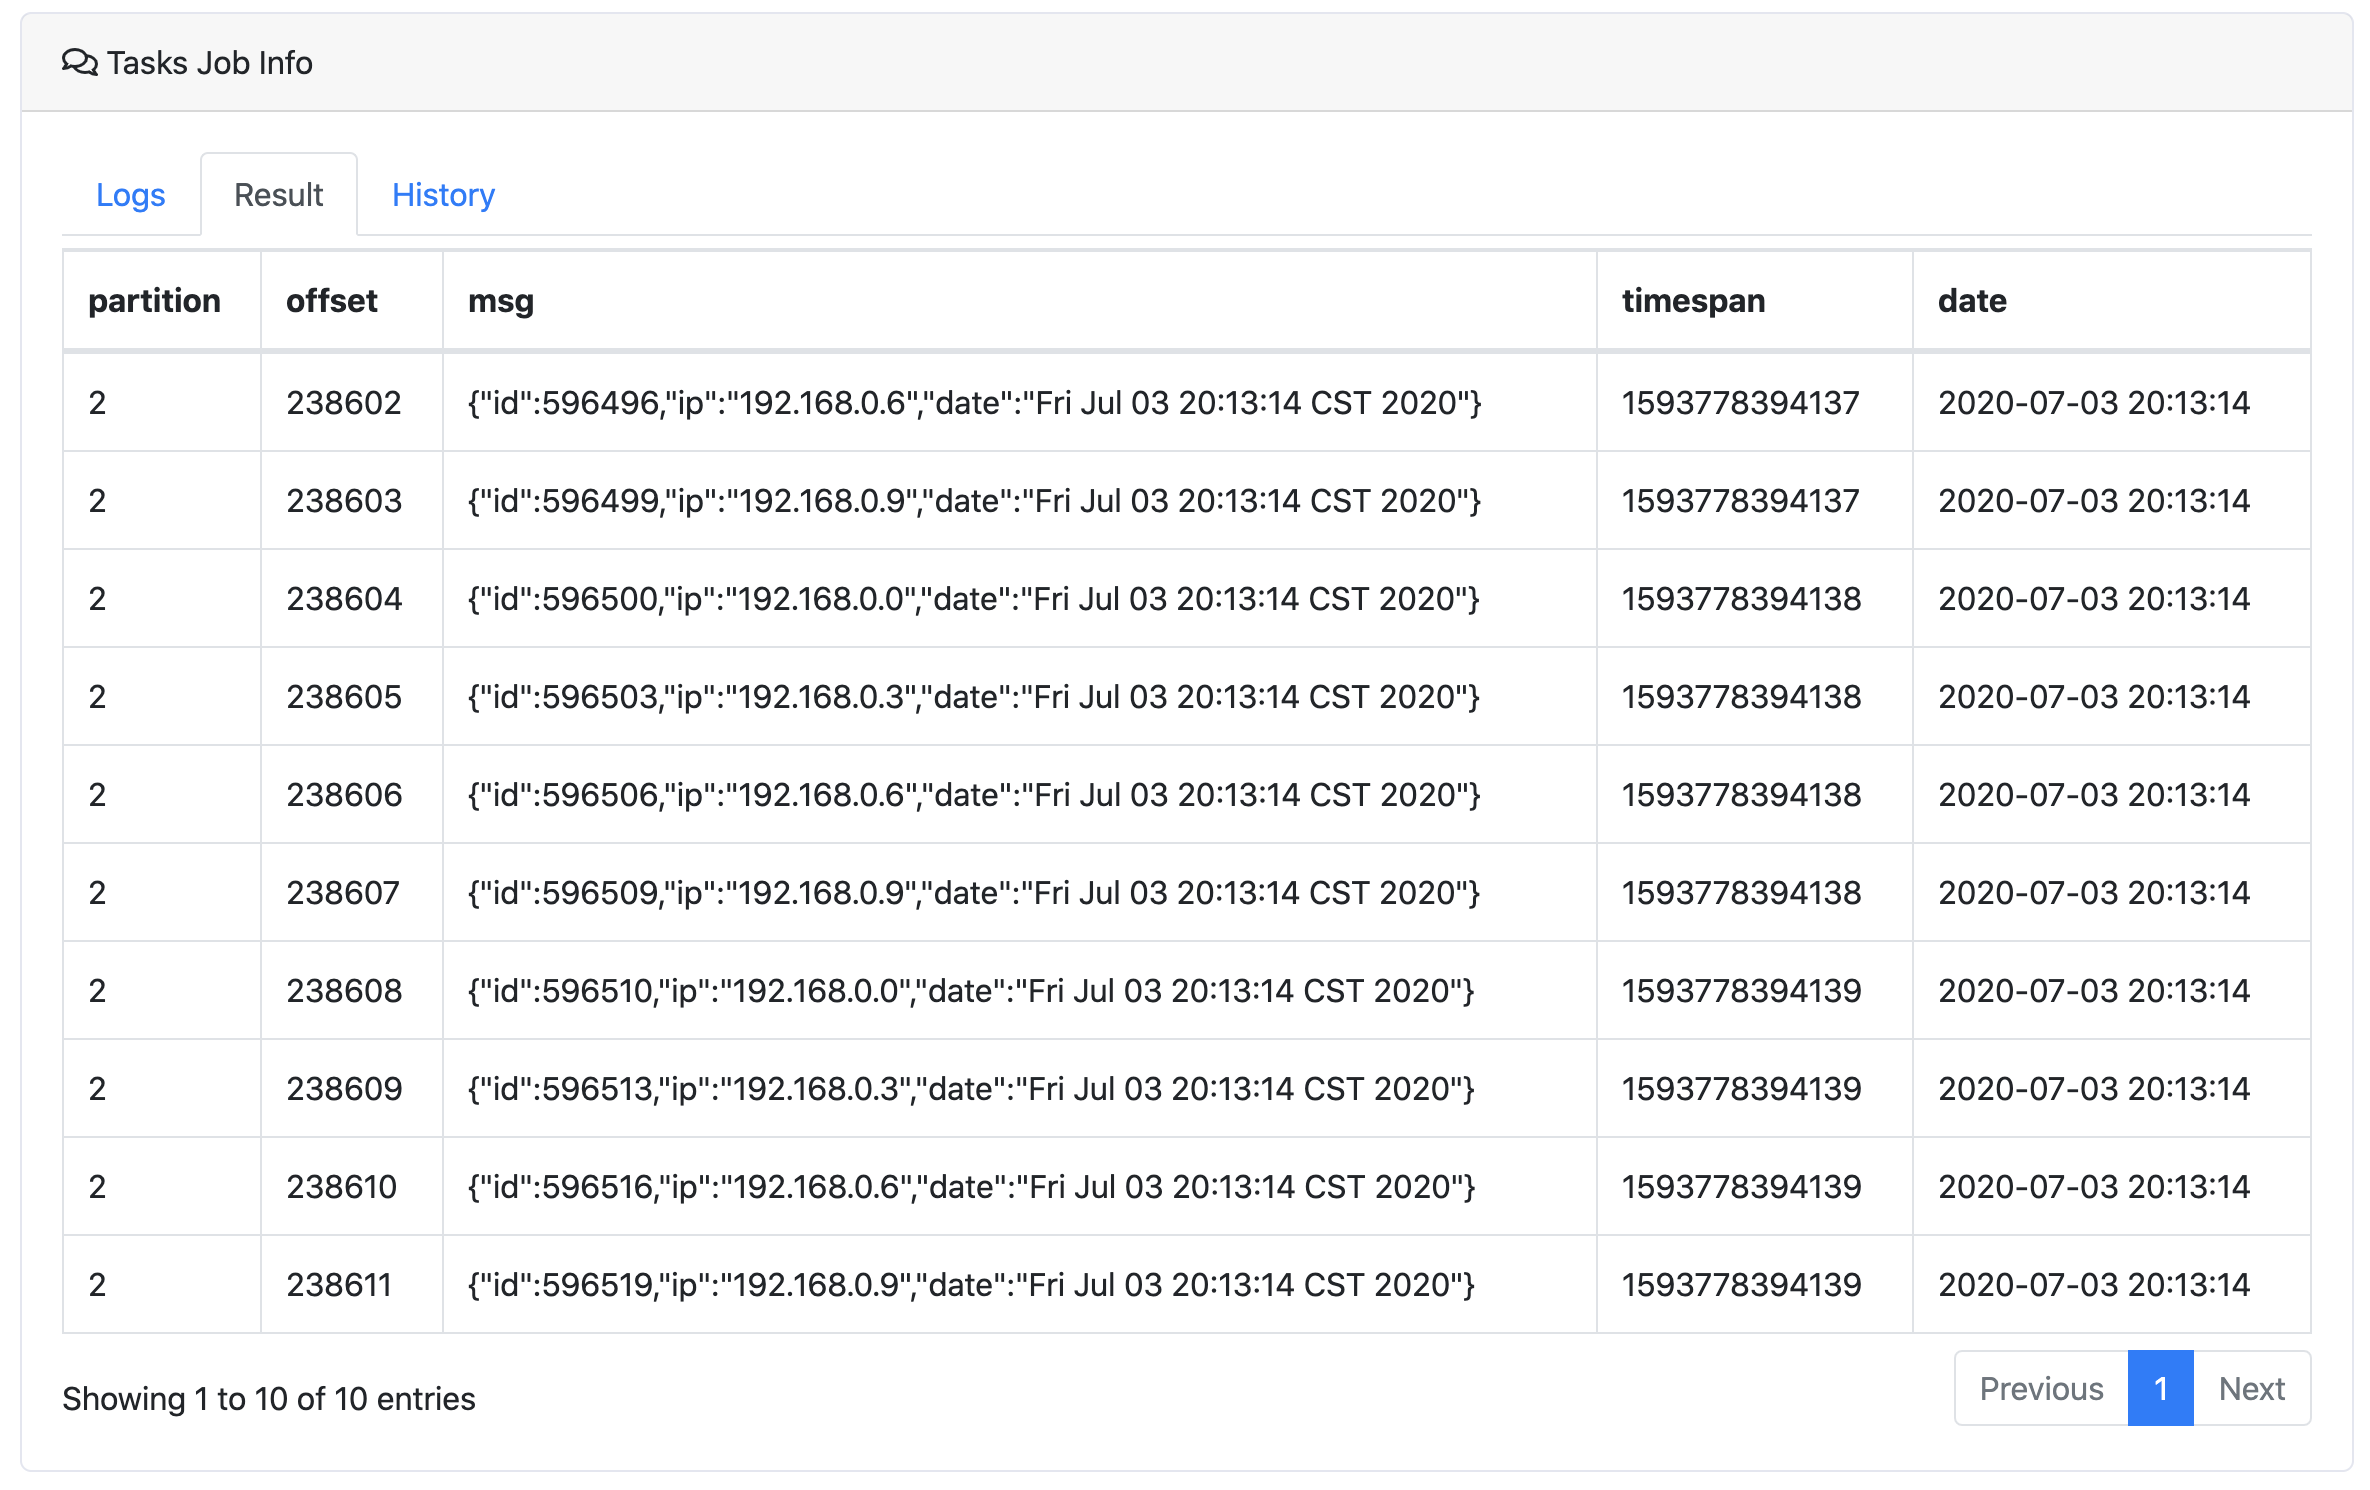 Tasks Job Info
Logs Result History
partition offset msg timespan date
2 238602 {"id":596496,"ip":"192.168.0.6","date":"Fri Jul 03 20:13:14 CST 2020"} 1593778394137 2020-07-03 20:13:14
2 238603 {"id":596499,"ip":"192.168.0.9","date":"Fri Jul 03 20:13:14 CST 2020"} 1593778394137 2020-07-03 20:13:14
2 238604 {"id":596500,"ip":"192.168.0.0","date":"Fri Jul 03 20:13:14 CST 2020"} 1593778394138 2020-07-03 20:13:14
2 238605 {"id":596503,"ip":"192.168.0.3","date":"Fri Jul 03 20:13:14 CST 2020"} 1593778394138 2020-07-03 20:13:14
2 238606 {"id":596506,"ip":"192.168.0.6","date":"Fri Jul 03 20:13:14 CST 2020"} 1593778394138 2020-07-03 20:13:14
2 238607 {"id":596509,"ip":"192.168.0.9","date":"Fri Jul 03 20:13:14 CST 2020"} 1593778394138 2020-07-03 20:13:14
2 238608 {"id":596510,"ip":"192.168.0.0","date":"Fri Jul 03 20:13:14 CST 2020"} 1593778394139 2020-07-03 20:13:14
2 238609 {"id":596513,"ip":"192.168.0.3","date":"Fri Jul 03 20:13:14 CST 2020"} 1593778394139 2020-07-03 20:13:14
2 238610 {"id":596516,"ip":"192.168.0.6","date":"Fri Jul 03 20:13:14 CST 2020"} 1593778394139 2020-07-03 20:13:14
2 238611 {"id":596519,"ip":"192.168.0.9","date":"Fri Jul 03 20:13:14 CST 2020"} 1593778394139 2020-07-03 20:13:14
Showing 1 to 10 of 10 entries Previous 1 Next